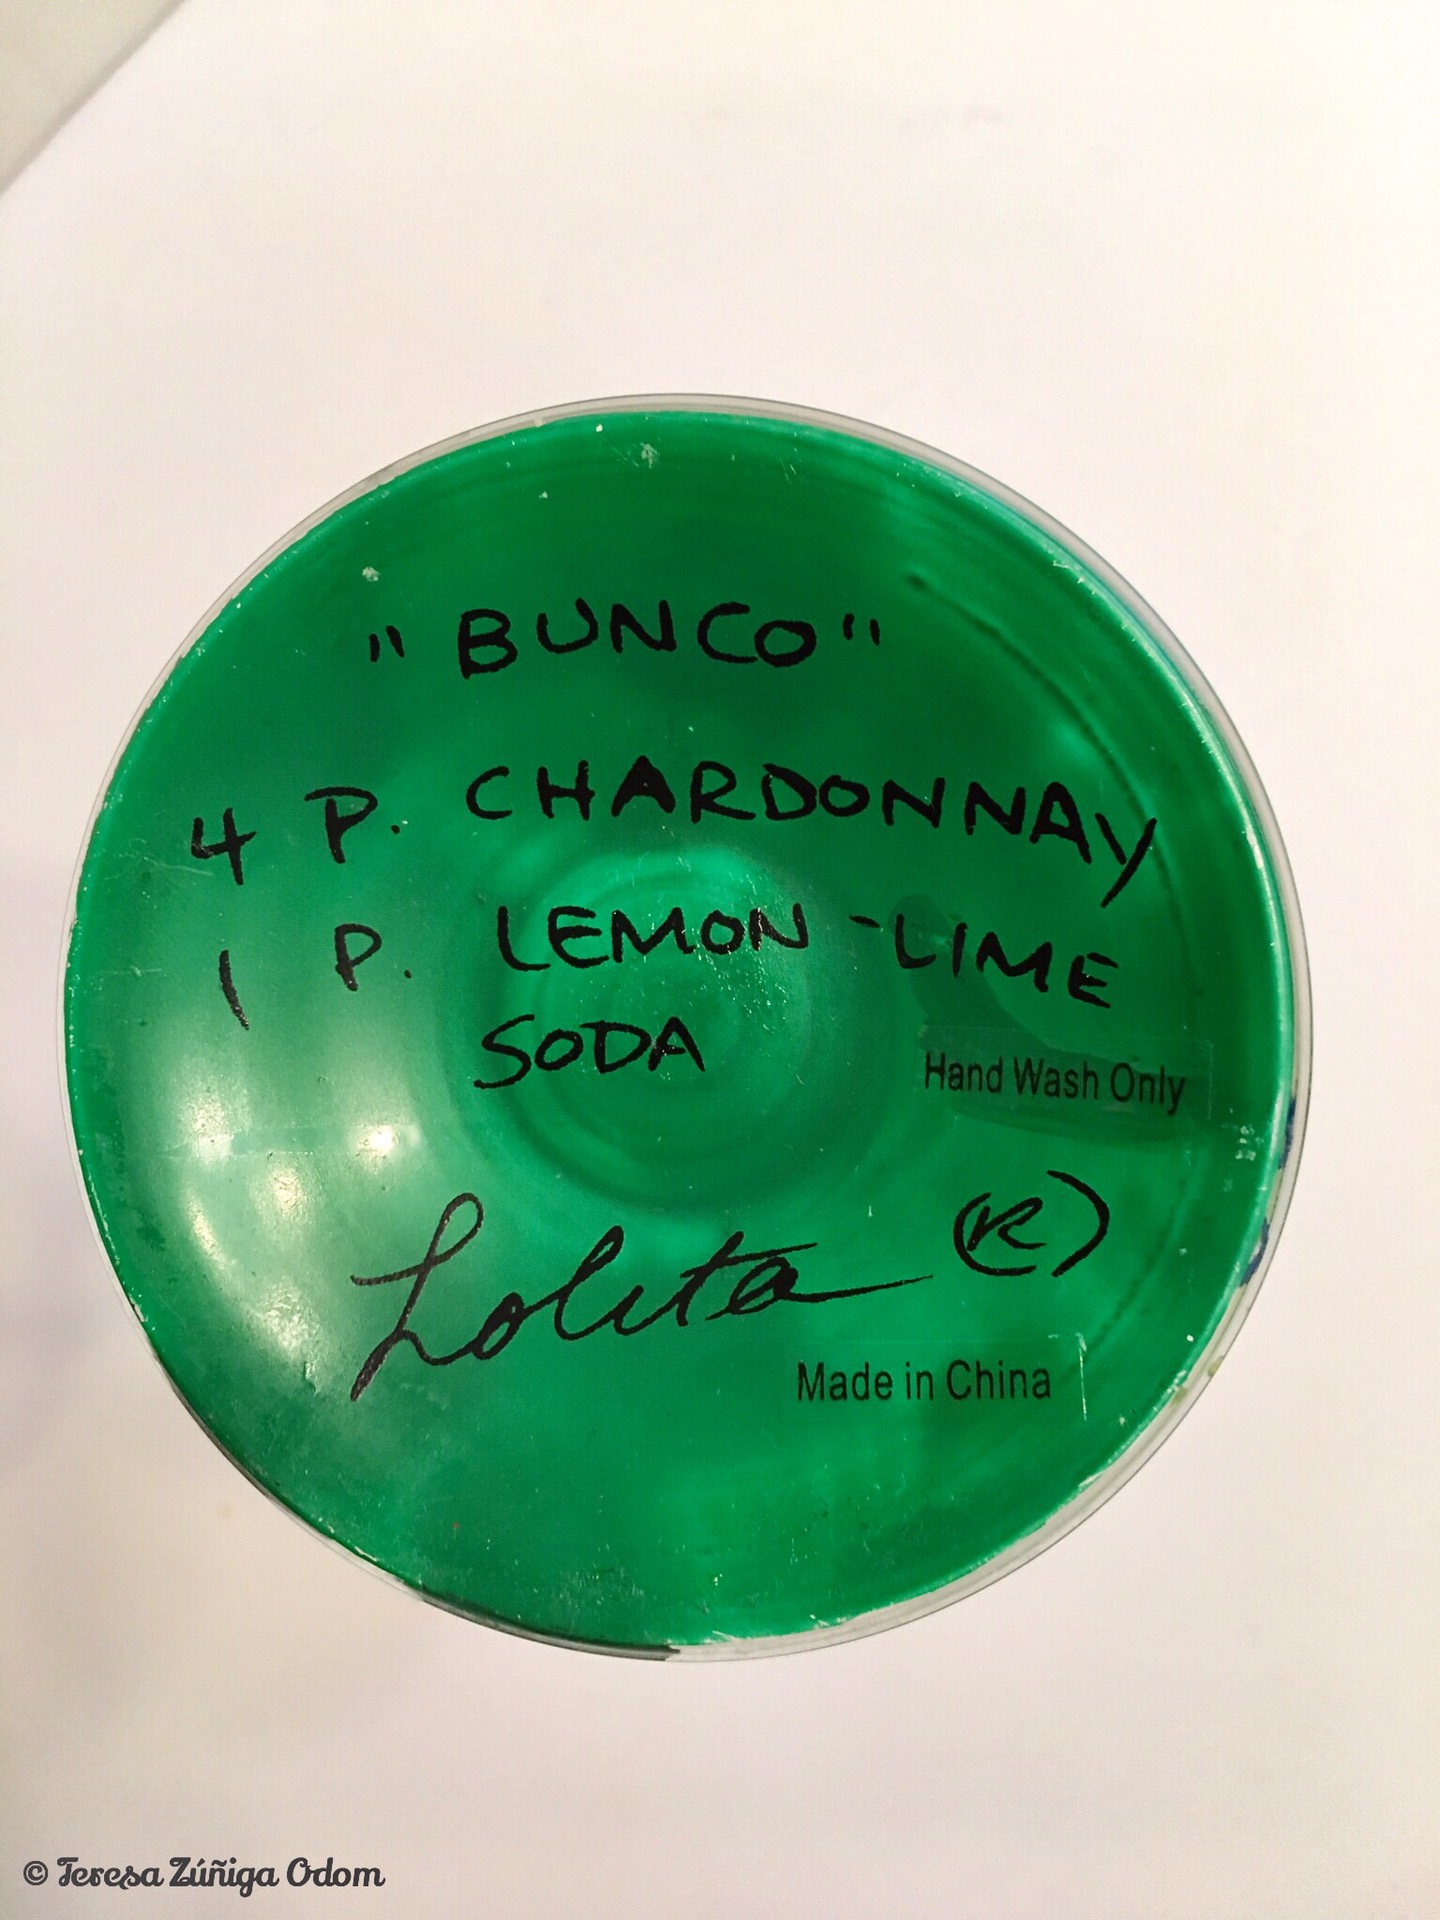 "BUNCO"
4 P. CHARDONNAY
1 P. LEMON-LIME
SODA
Hand Wash Only
Lolita (R)
Made in China
© Teresa Zúñiga Odom